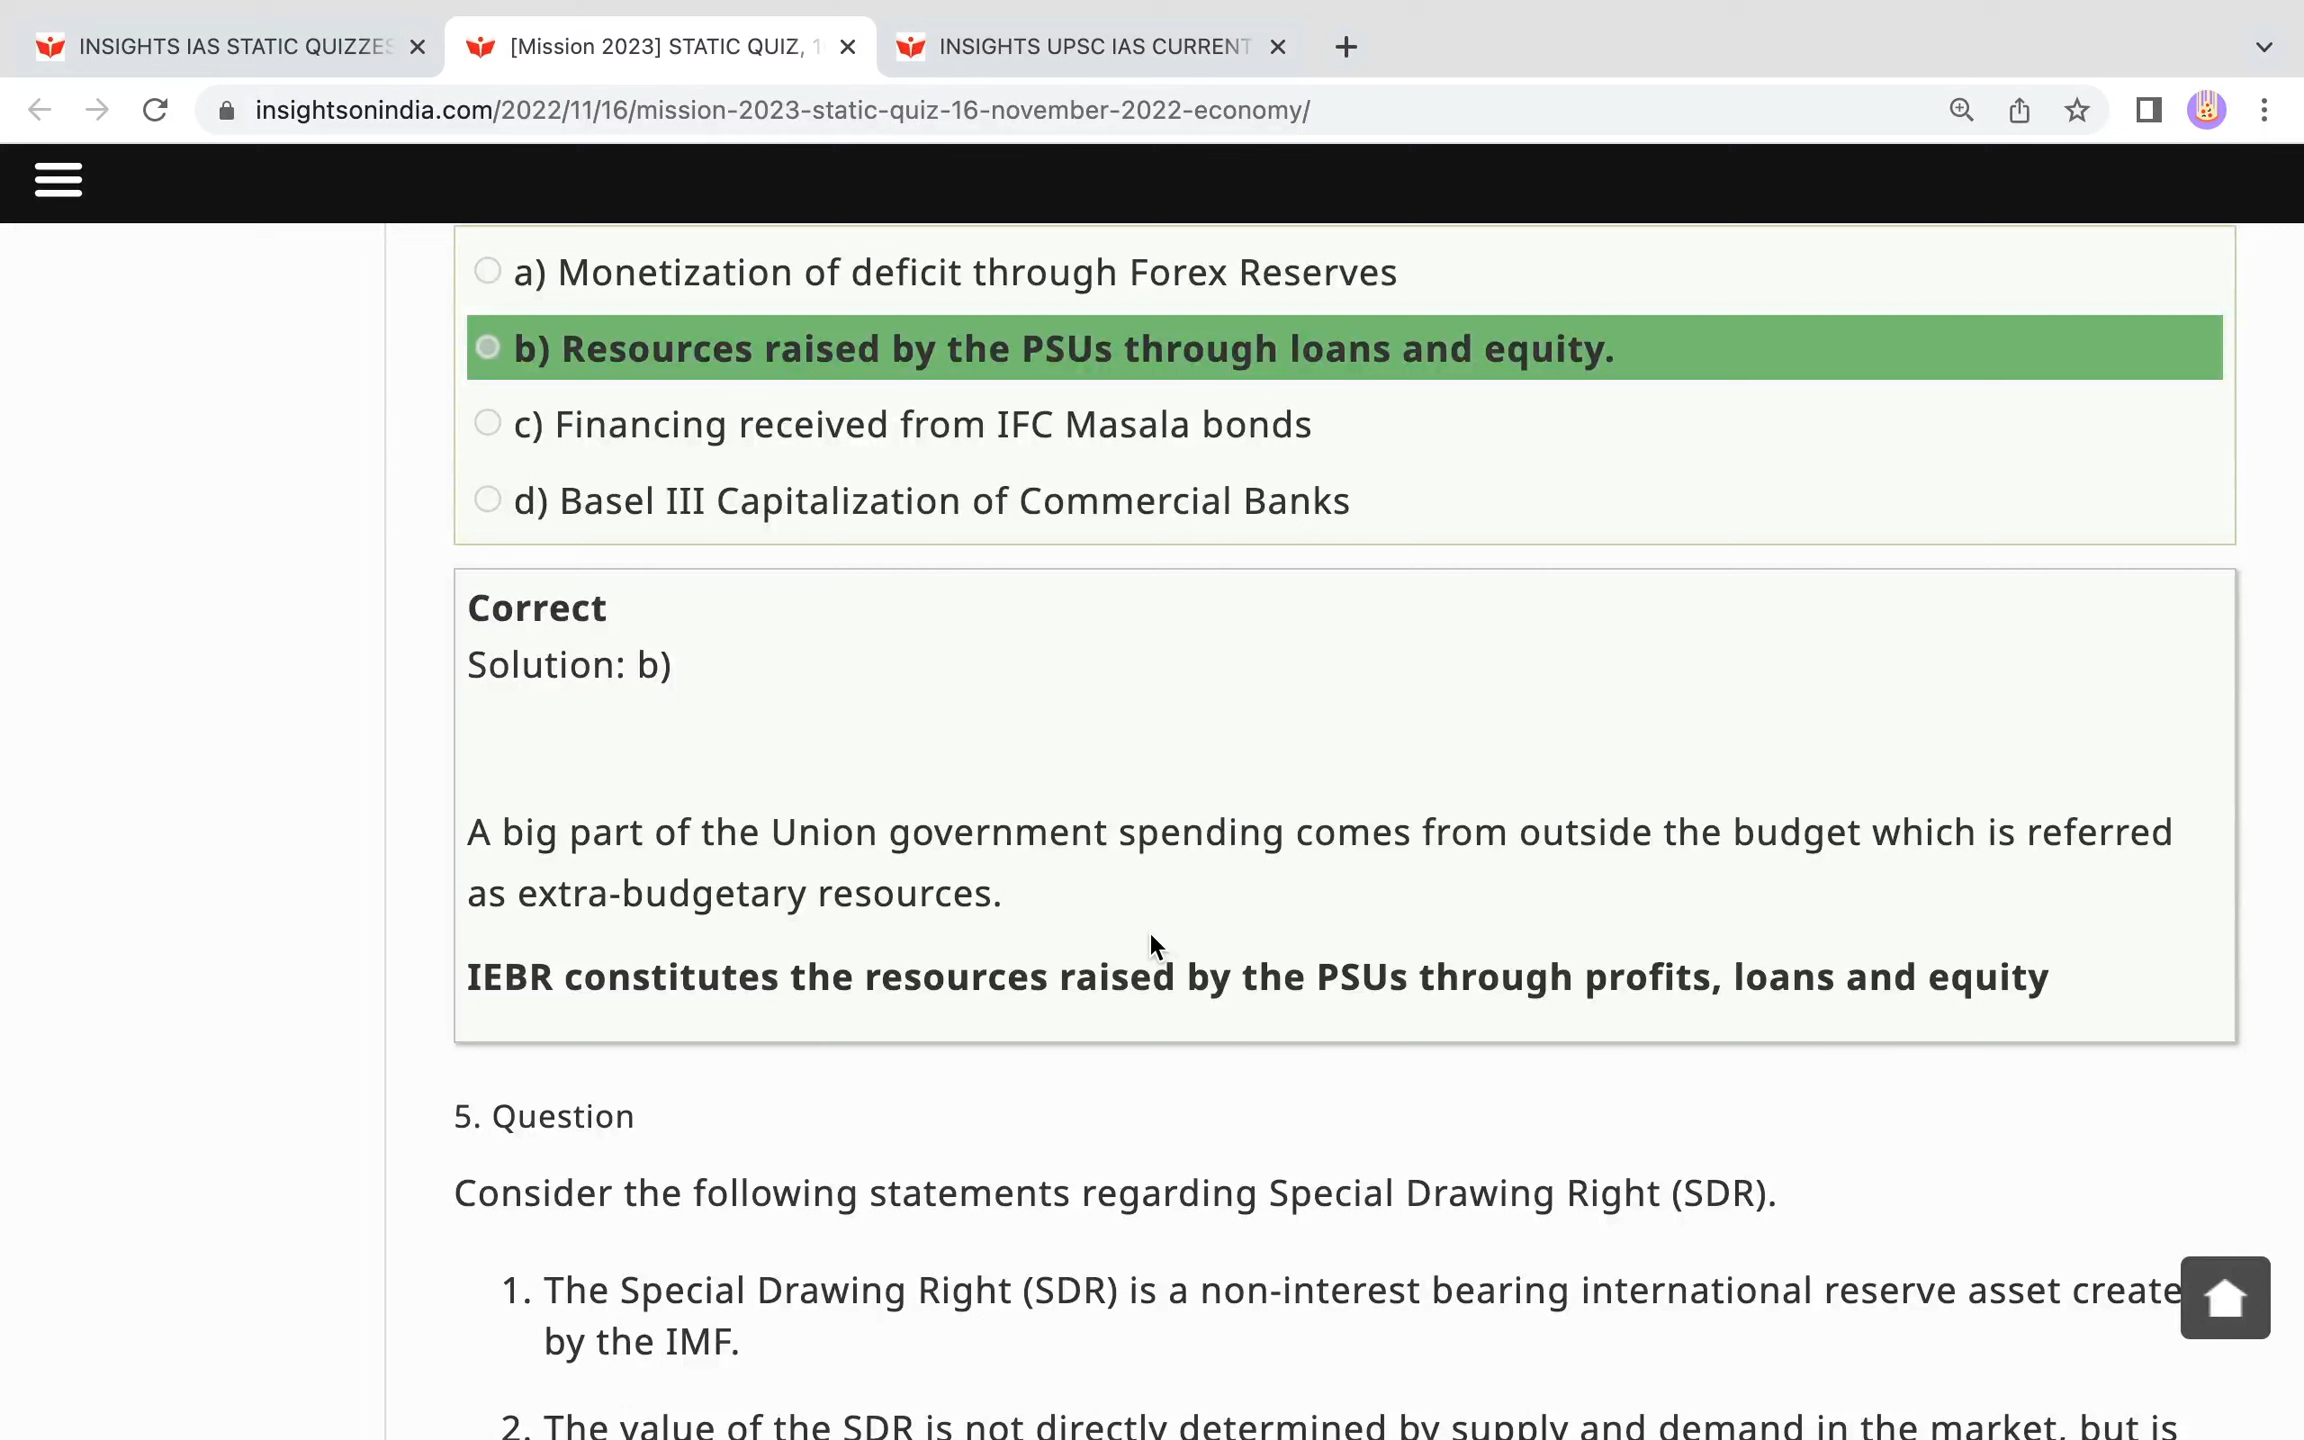 INSIGHTS IAS STATIC QUIZZES
[Mission 2023] STATIC QUIZ, 1
INSIGHTS UPSC IAS CURRENT
insightsonindia.com/2022/11/16/mission-2023-static-quiz-16-november-2022-economy/
a) Monetization of deficit through Forex Reserves
b) Resources raised by the PSUs through loans and equity.
c) Financing received from IFC Masala bonds
d) Basel III Capitalization of Commercial Banks
Correct
Solution: b)
A big part of the Union government spending comes from outside the budget which is referred
as extra-budgetary resources.
IEBR constitutes the resources raised by the PSUs through profits, loans and equity
5. Question
Consider the following statements regarding Special Drawing Right (SDR).
1. The Special Drawing Right (SDR) is a non-interest bearing international reserve asset create
by the IMF.
2. The value of the SDR is not directly determined by supply and demand in the market, but is